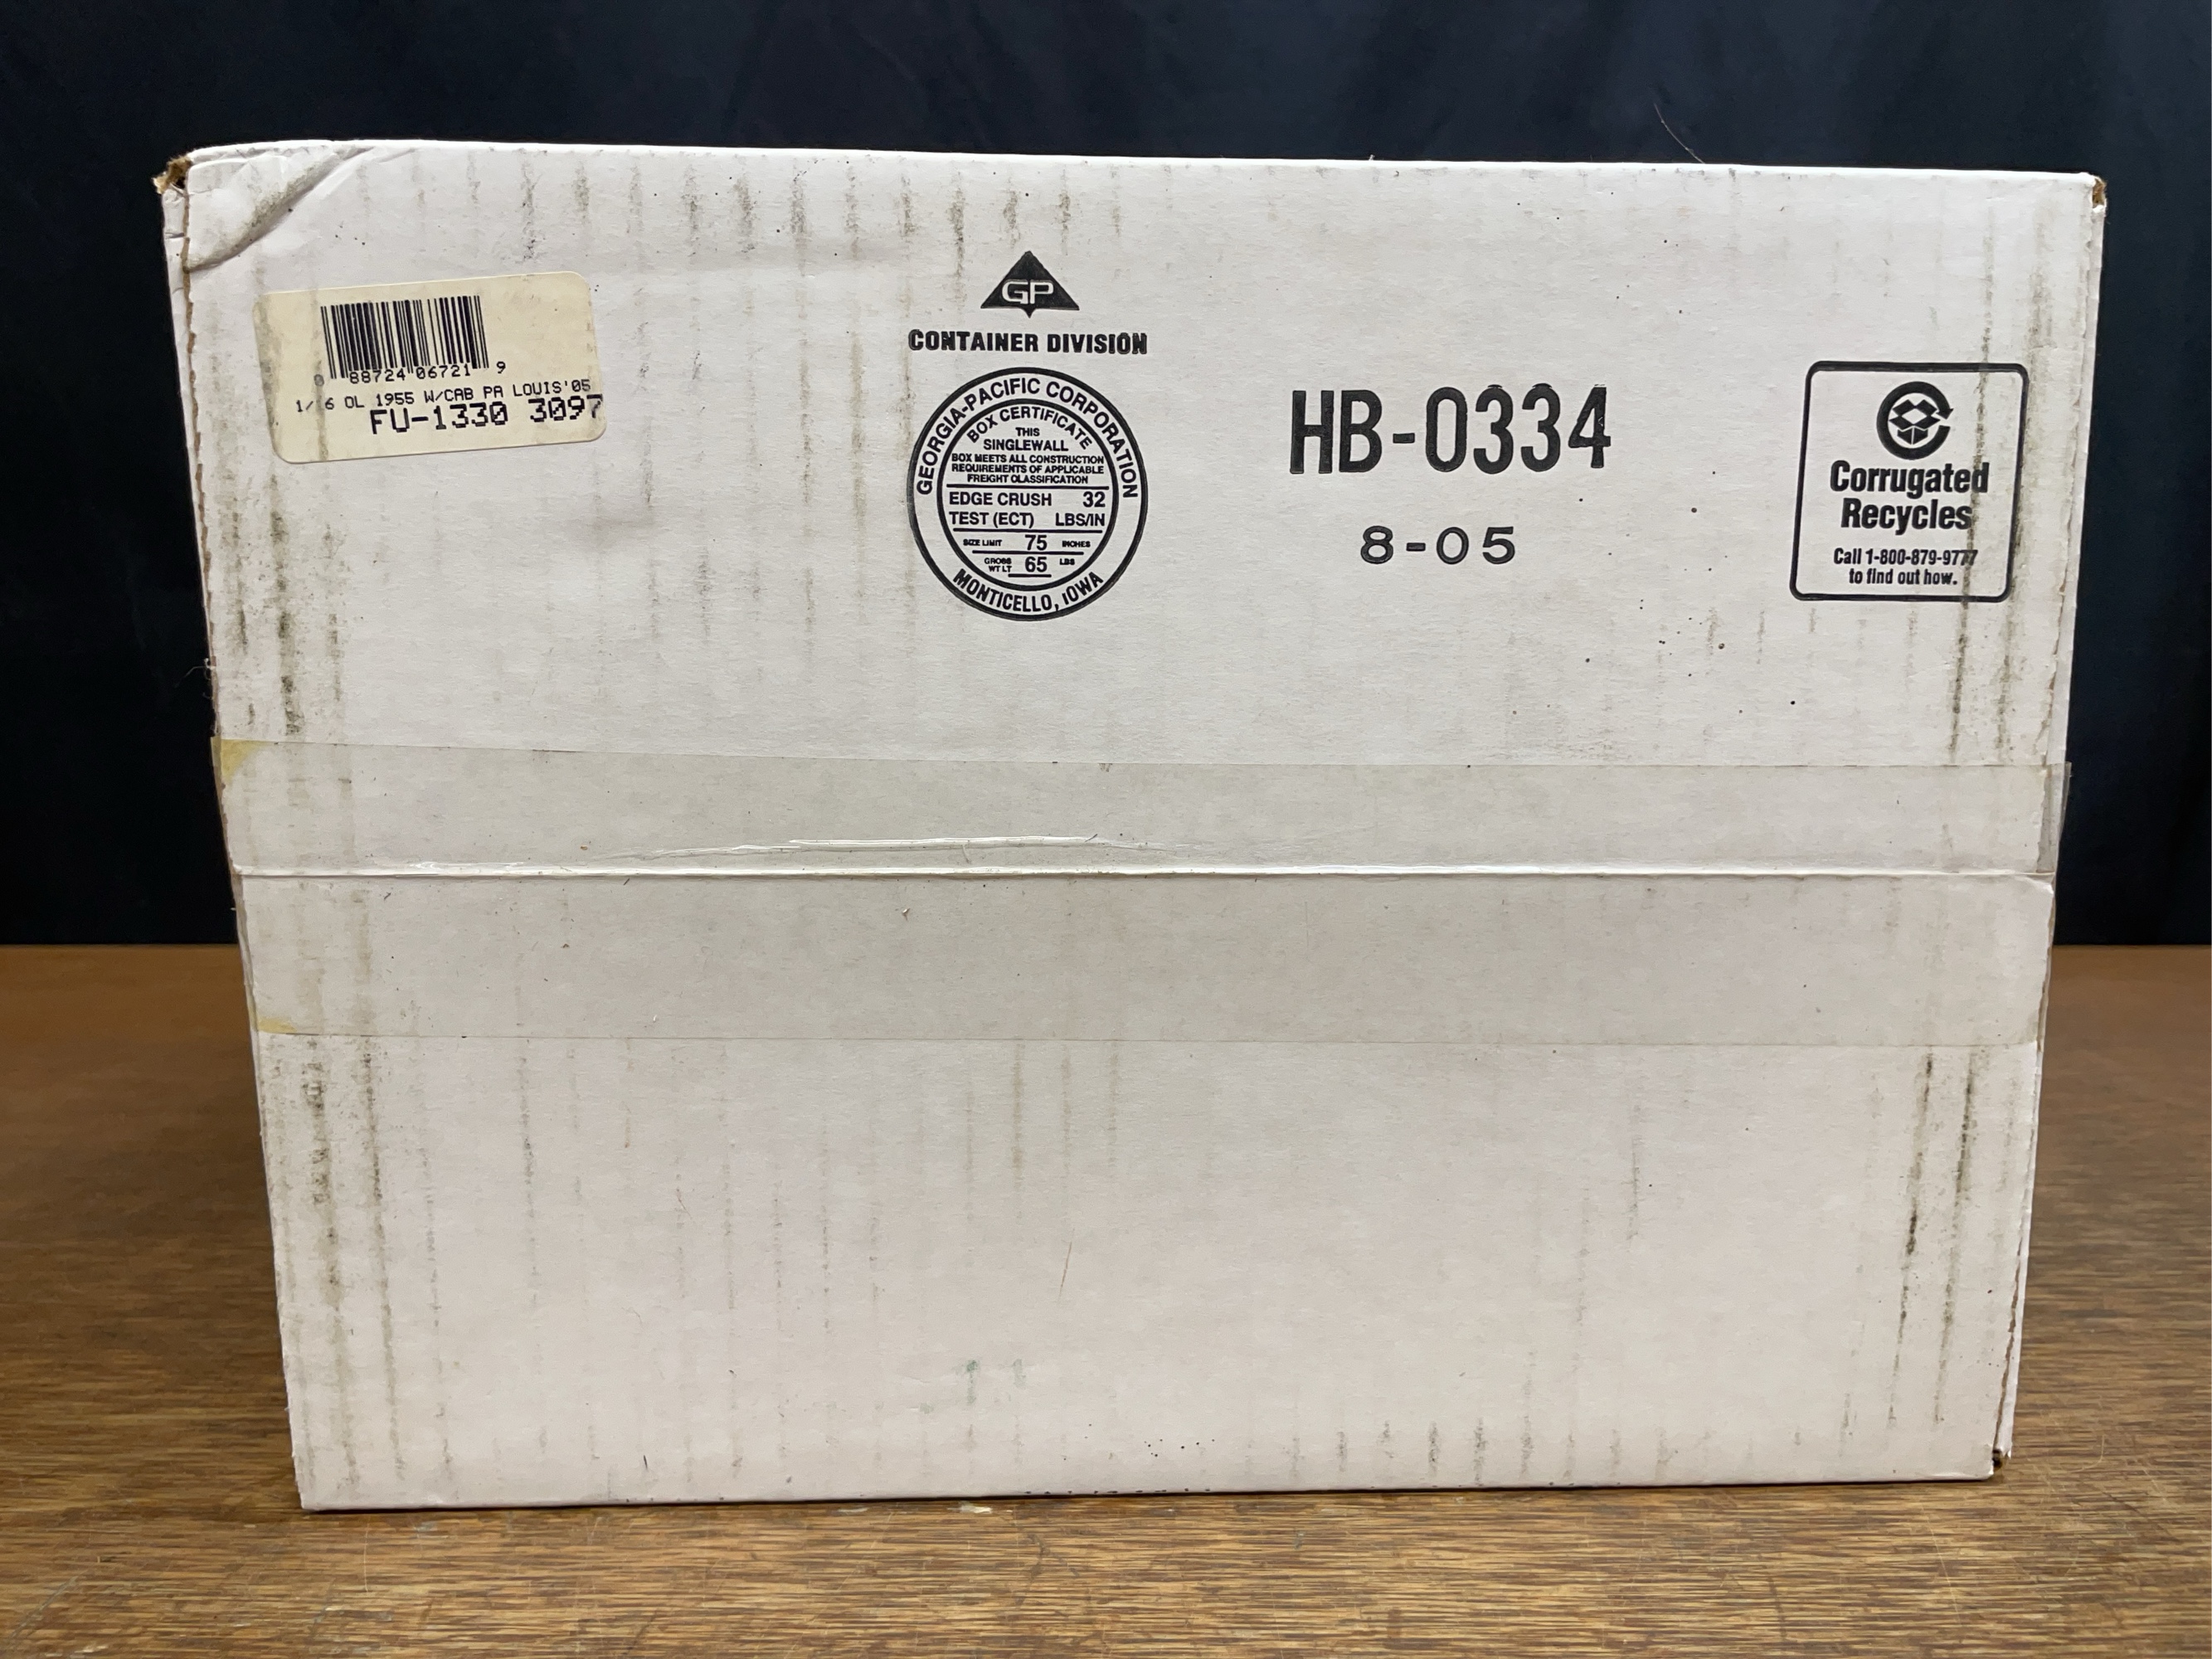 0 88724 06721 9
1/16 OL 1955 W/CAB PA LOUIS'05
FU-1330 3097
GP
CONTAINER DIVISION
GEORGIA-PACIFIC CORPORATION
BOX CERTIFICATE
THIS
SINGLEWALL
BOX MEETS ALL CONSTRUCTION
REQUIREMENTS OF APPLICABLE
FREIGHT CLASSIFICATION
EDGE CRUSH 32
TEST (ECT) LBS/IN
SIZE LIMIT 75 INCHES
GROSS
WT LT 65 LBS
MONTICELLO, IOWA
HB-0334
8-05
Corrugated
Recycles
Call 1-800-879-9777
to find out how.